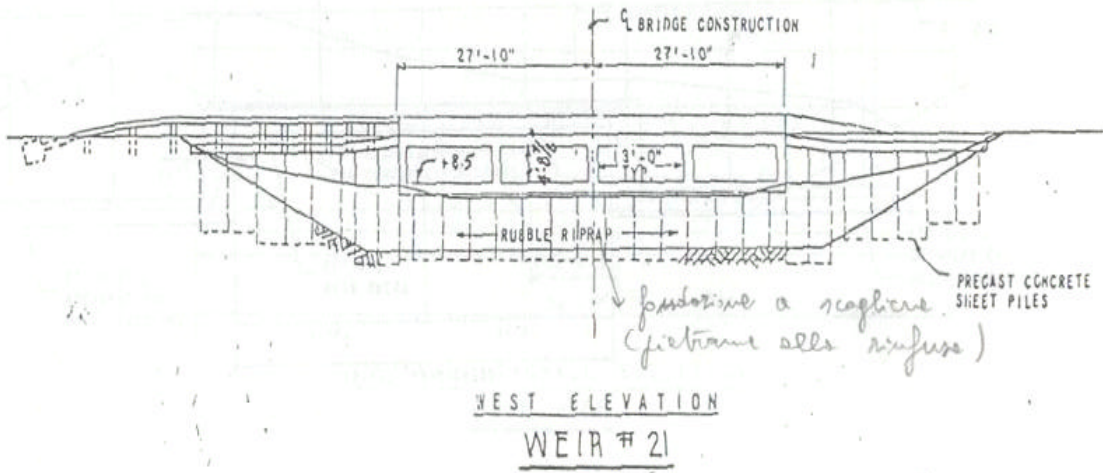 ℄ BRIDGE CONSTRUCTION
27'-10" 27'-10"
+8.5
13'-0"
TYP.
RUBBLE RIPRAP
PRECAST CONCRETE
SHEET PILES
fondazione a scogliera
(pietrame alla rinfusa)
WEST ELEVATION
WEIR # 21